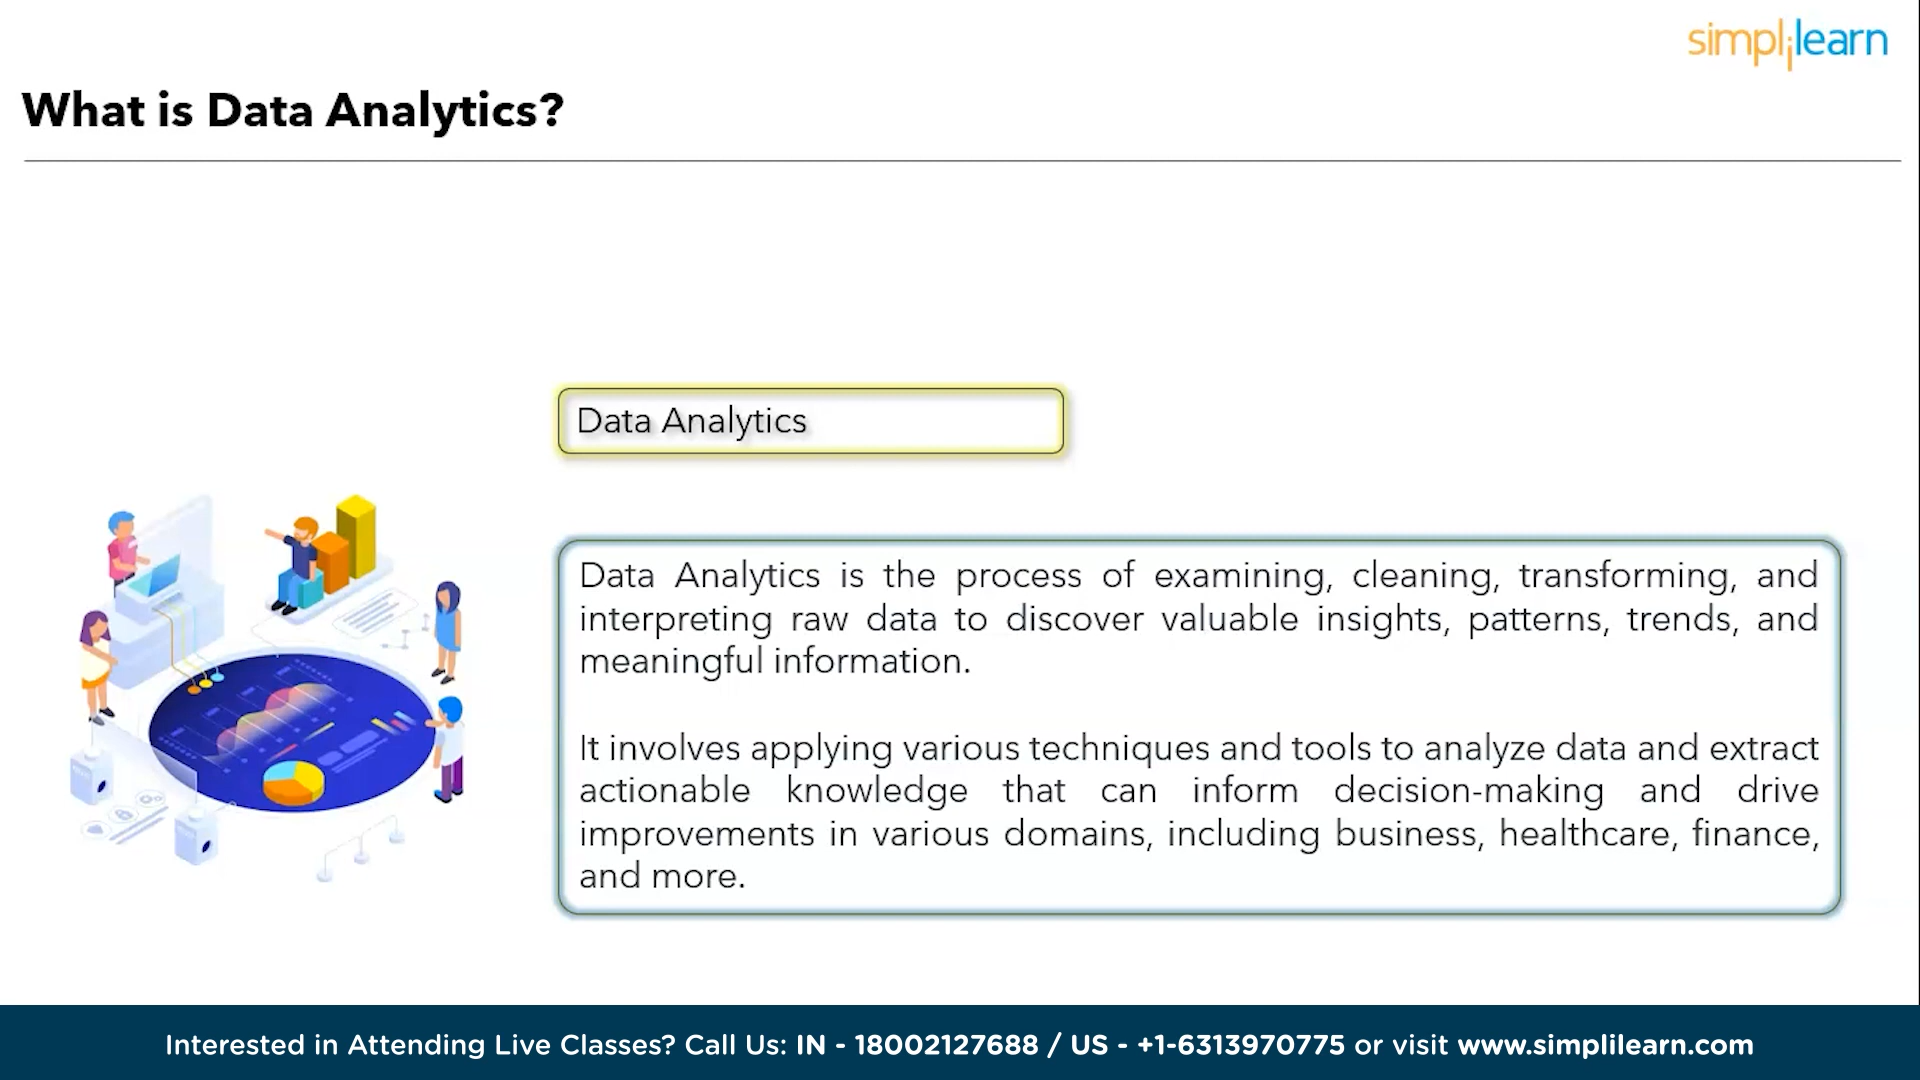 simplilearn
What is Data Analytics?
Data Analytics
Data Analytics is the process of examining, cleaning, transforming, and
interpreting raw data to discover valuable insights, patterns, trends, and
meaningful information.
It involves applying various techniques and tools to analyze data and extract
actionable knowledge that can inform decision-making and drive
improvements in various domains, including business, healthcare, finance,
and more.
Interested in Attending Live Classes? Call Us: IN - 18002127688 / US - +1-6313970775 or visit www.simplilearn.com